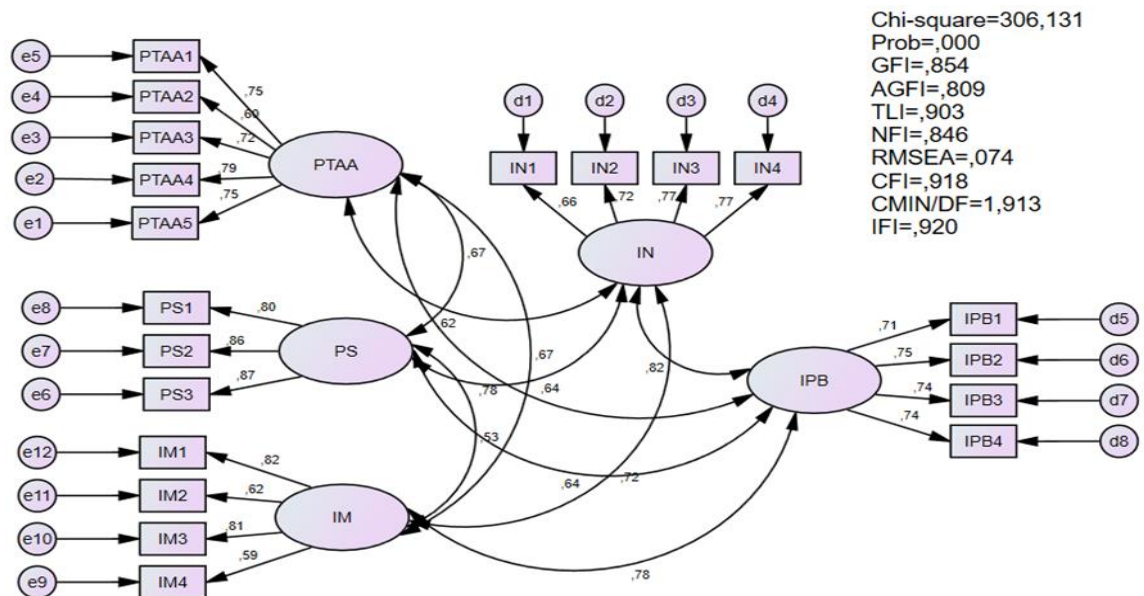 Chi-square=306,131
Prob=,000
GFI=,854
AGFI=,809
TLI=,903
NFI=,846
RMSEA=,074
CFI=,918
CMIN/DF=1,913
IFI=,920
e5 PTAA1 ,75
e4 PTAA2 ,60
e3 PTAA3 ,72
e2 PTAA4 ,79
e1 PTAA5 ,75
PTAA
d1 d2 d3 d4
IN1 IN2 IN3 IN4
,66 ,72 ,77 ,77
IN
,67
e8 PS1 ,80
e7 PS2 ,86
e6 PS3 ,87
PS
,62
,67
,82
,78
,64
,53
,64
,72
,78
IPB
,71 IPB1 d5
,75 IPB2 d6
,74 IPB3 d7
,74 IPB4 d8
e12 IM1 ,82
e11 IM2 ,62
e10 IM3 ,81
e9 IM4 ,59
IM